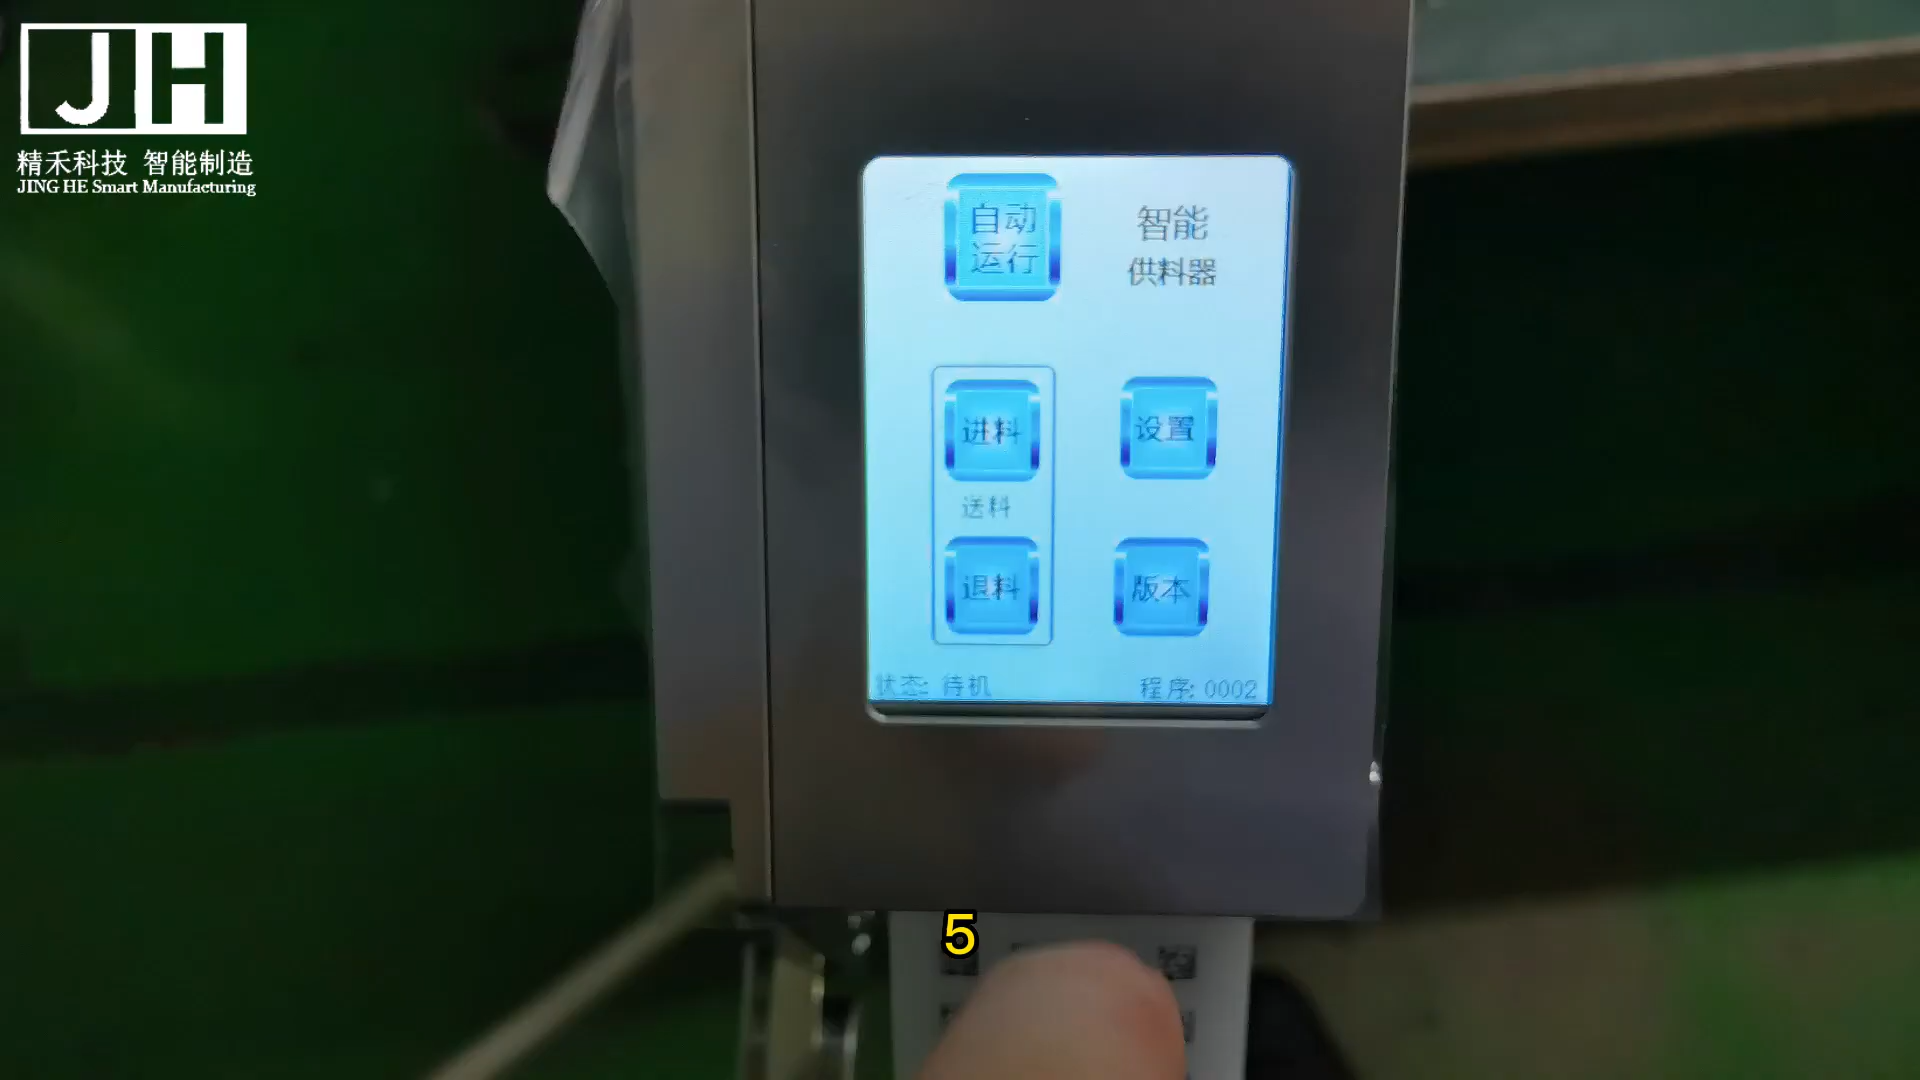 JH
精禾科技 智能制造
JING HE Smart Manufacturing
自动
运行
智能
供料器
进料
设置
送料
退料
版本
状态: 待机
程序: 0002
5